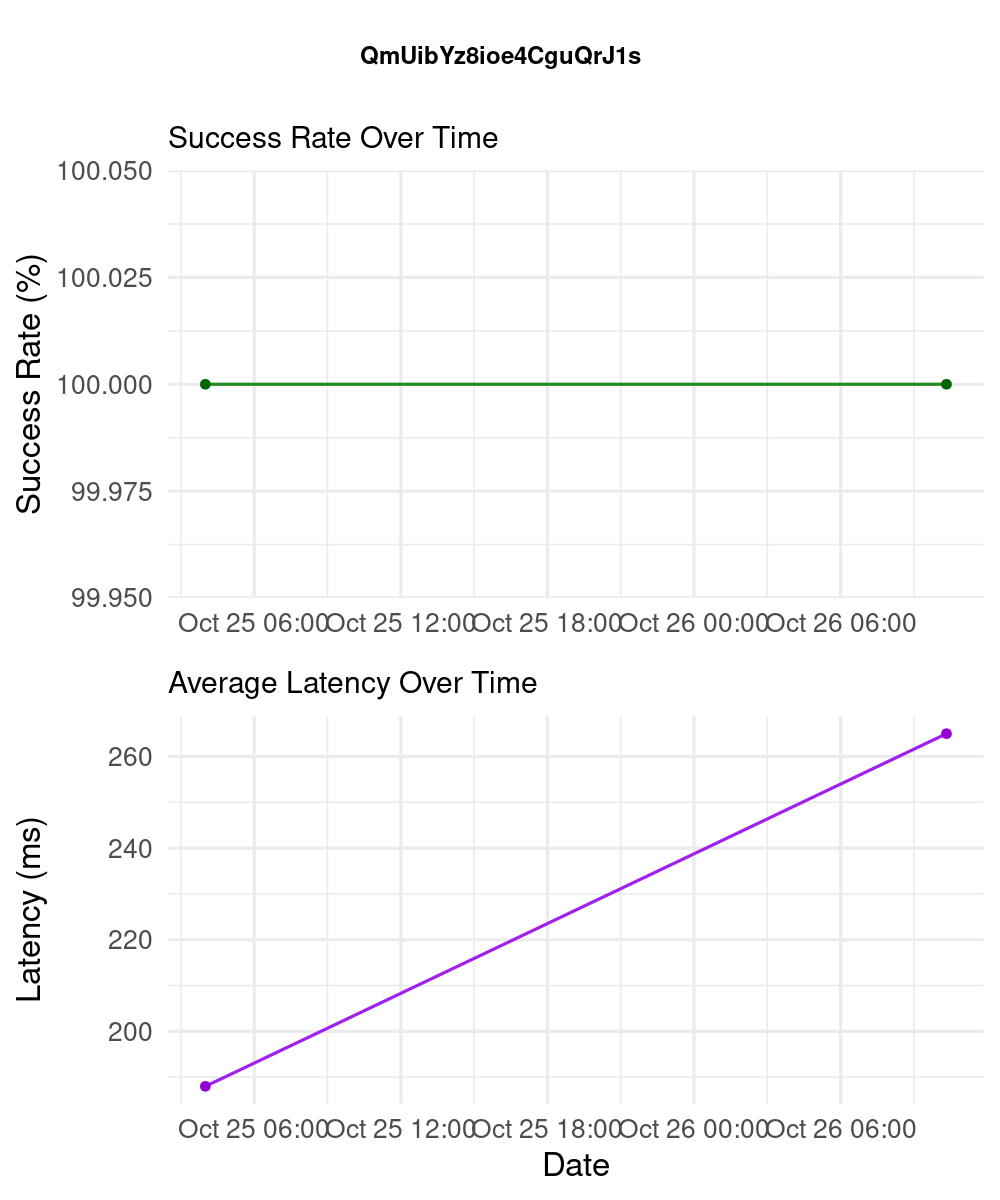 QmUibYz8ioe4CguQrJ1s
Success Rate Over Time
Success Rate (%)
100.050
100.025
100.000
99.975
99.950
Oct 25 06:00 Oct 25 12:00 Oct 25 18:00 Oct 26 00:00 Oct 26 06:00
Average Latency Over Time
Latency (ms)
260
240
220
200
Oct 25 06:00 Oct 25 12:00 Oct 25 18:00 Oct 26 00:00 Oct 26 06:00
Date